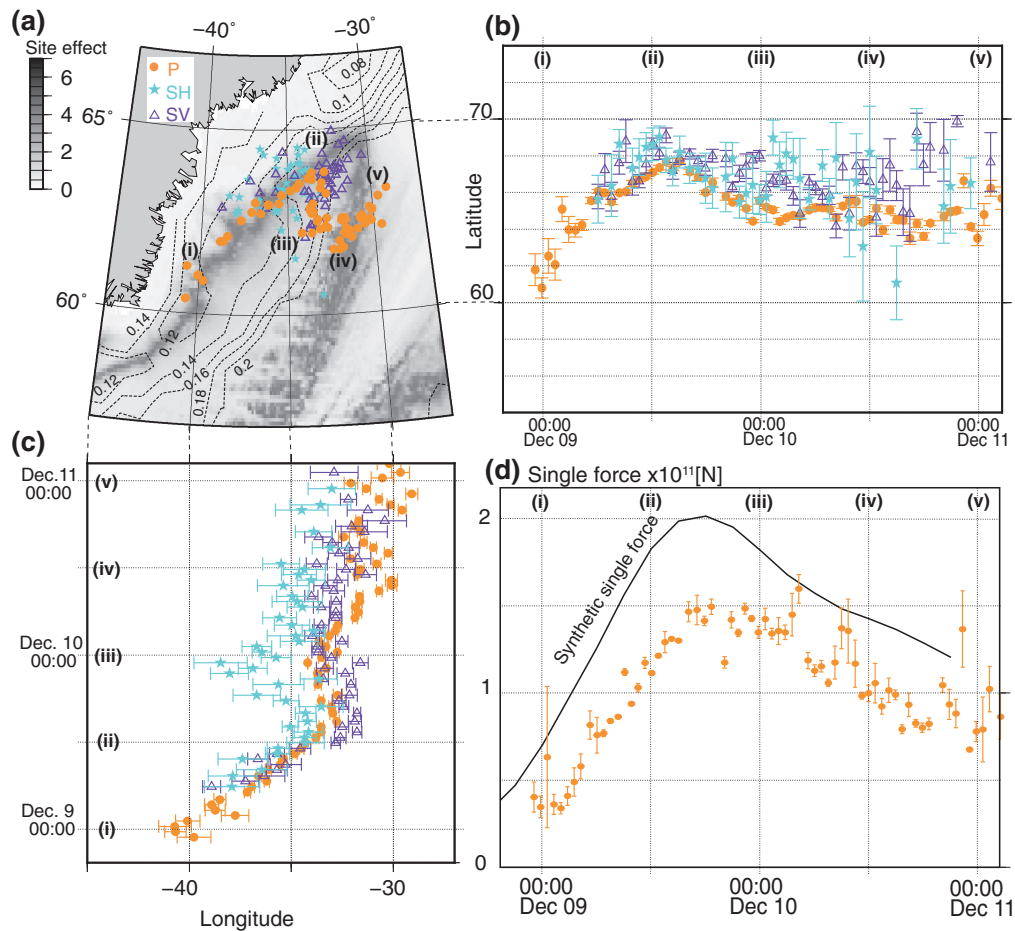 (a)
−40°
−30°
Site effect
6
4
2
0
P
SH
SV
65°
60°
0.08
0.1
(ii)
(v)
(i)
(iii)
(iv)
0.14
0.12
0.12
0.14
0.16
0.18
0.2
(b)
(i)
(ii)
(iii)
(iv)
(v)
70
Latitude
60
00:00
Dec 09
00:00
Dec 10
00:00
Dec 11
(c)
Dec.11
00:00
(v)
(iv)
Dec. 10
00:00
(iii)
(ii)
Dec. 9
00:00
(i)
−40
−30
Longitude
(d)
Single force x10¹¹[N]
(i)
(ii)
(iii)
(iv)
(v)
2
Synthetic single force
1
0
00:00
Dec 09
00:00
Dec 10
00:00
Dec 11